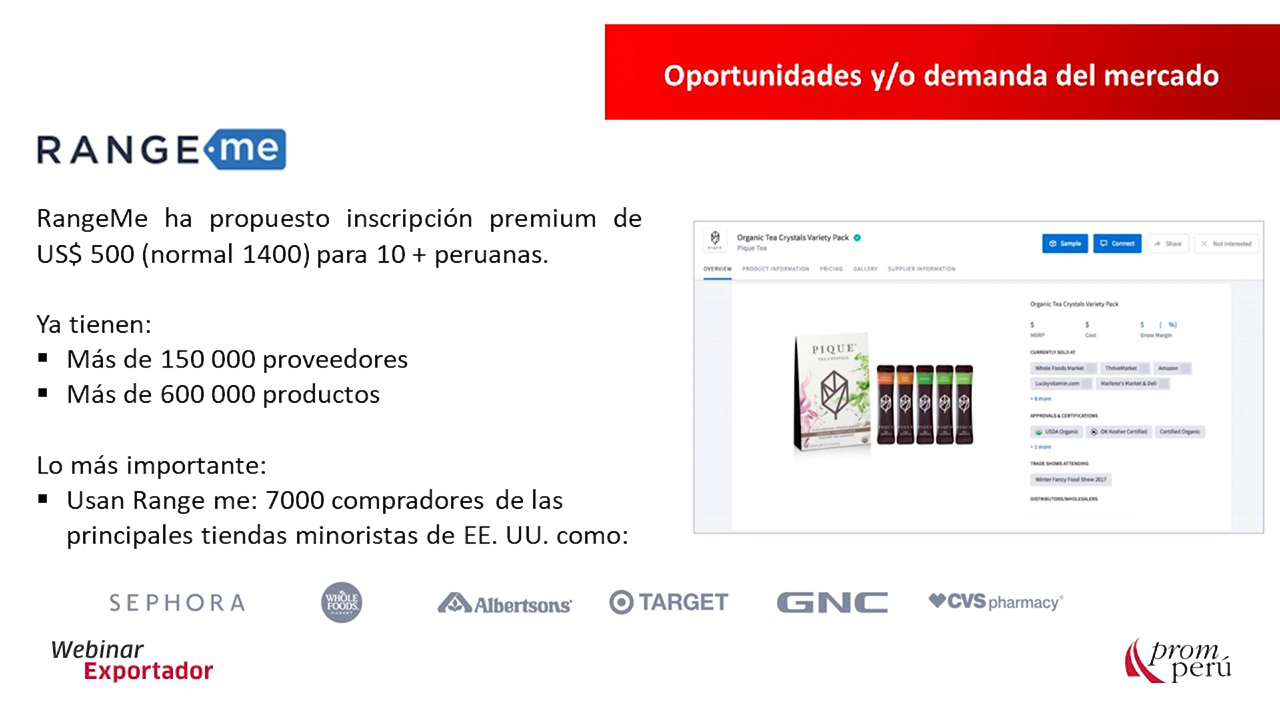 Oportunidades y/o demanda del mercado
RANGE me
RangeMe ha propuesto inscripción premium de
US$ 500 (normal 1400) para 10 + peruanas.
Ya tienen:
▪ Más de 150 000 proveedores
▪ Más de 600 000 productos
Lo más importante:
▪ Usan Range me: 7000 compradores de las
principales tiendas minoristas de EE. UU. como:
Organic Tea Crystals Variety Pack
Pique Tea
Sample
Connect
Share
Not Interested
OVERVIEW PRODUCT INFORMATION PRICING GALLERY SUPPLIER INFORMATION
PIQUE
TEA CRYSTALS
Organic Tea Crystals Variety Pack
$ $ $ ( %)
MSRP Cost Gross Margin
CURRENTLY SOLD AT
Whole Foods Market ThriveMarket Amazon
Luckyvitamin.com Marlene's Market & Deli
+ 8 more
APPROVALS & CERTIFICATIONS
USDA Organic OK Kosher Certified Certified Organic
+ 1 more
TRADE SHOWS ATTENDING
Winter Fancy Food Show 2017
DISTRIBUTORS/WHOLESALERS
SEPHORA
WHOLE
FOODS
MARKET
Albertsons®
TARGET
GNC
CVS pharmacy®
Webinar
Exportador
prom
perú